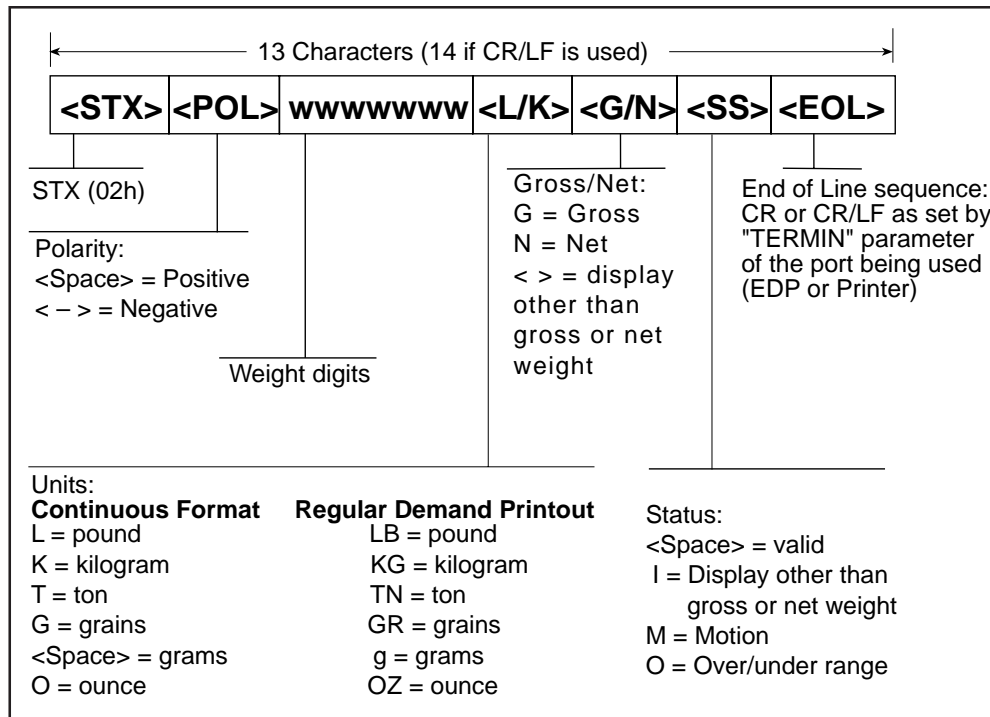 13 Characters (14 if CR/LF is used)
<STX> <POL> wwwwwww <L/K> <G/N> <SS> <EOL>
STX (02h)
Polarity:
<Space> = Positive
< – > = Negative
Weight digits
Gross/Net:
G = Gross
N = Net
< > = display
other than
gross or net
weight
End of Line sequence:
CR or CR/LF as set by
"TERMIN" parameter
of the port being used
(EDP or Printer)
Units:
Continuous Format
L = pound
K = kilogram
T = ton
G = grains
<Space> = grams
O = ounce
Regular Demand Printout
LB = pound
KG = kilogram
TN = ton
GR = grains
g = grams
OZ = ounce
Status:
<Space> = valid
I = Display other than
gross or net weight
M = Motion
O = Over/under range